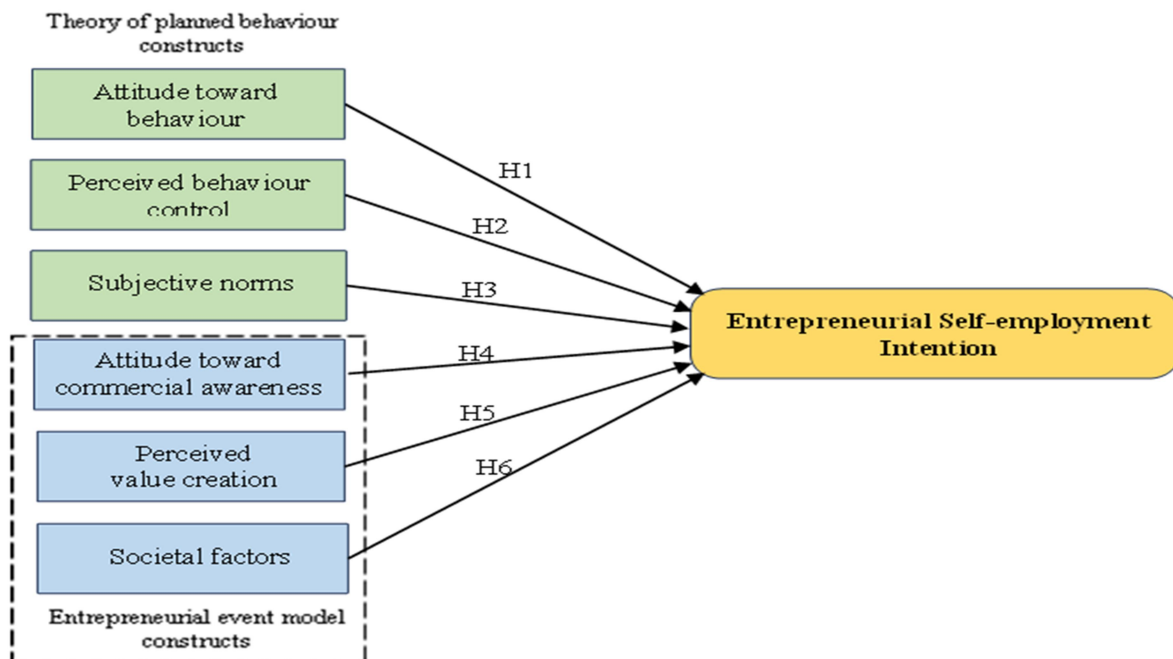 Theory of planned behaviour
constructs
Attitude toward
behaviour
H1
Perceived behaviour
control
H2
Subjective norms
H3
Entrepreneurial Self-employment
Intention
Attitude toward
commercial awareness
H4
Perceived
value creation
H5
H6
Societal factors
Entrepreneurial event model
constructs